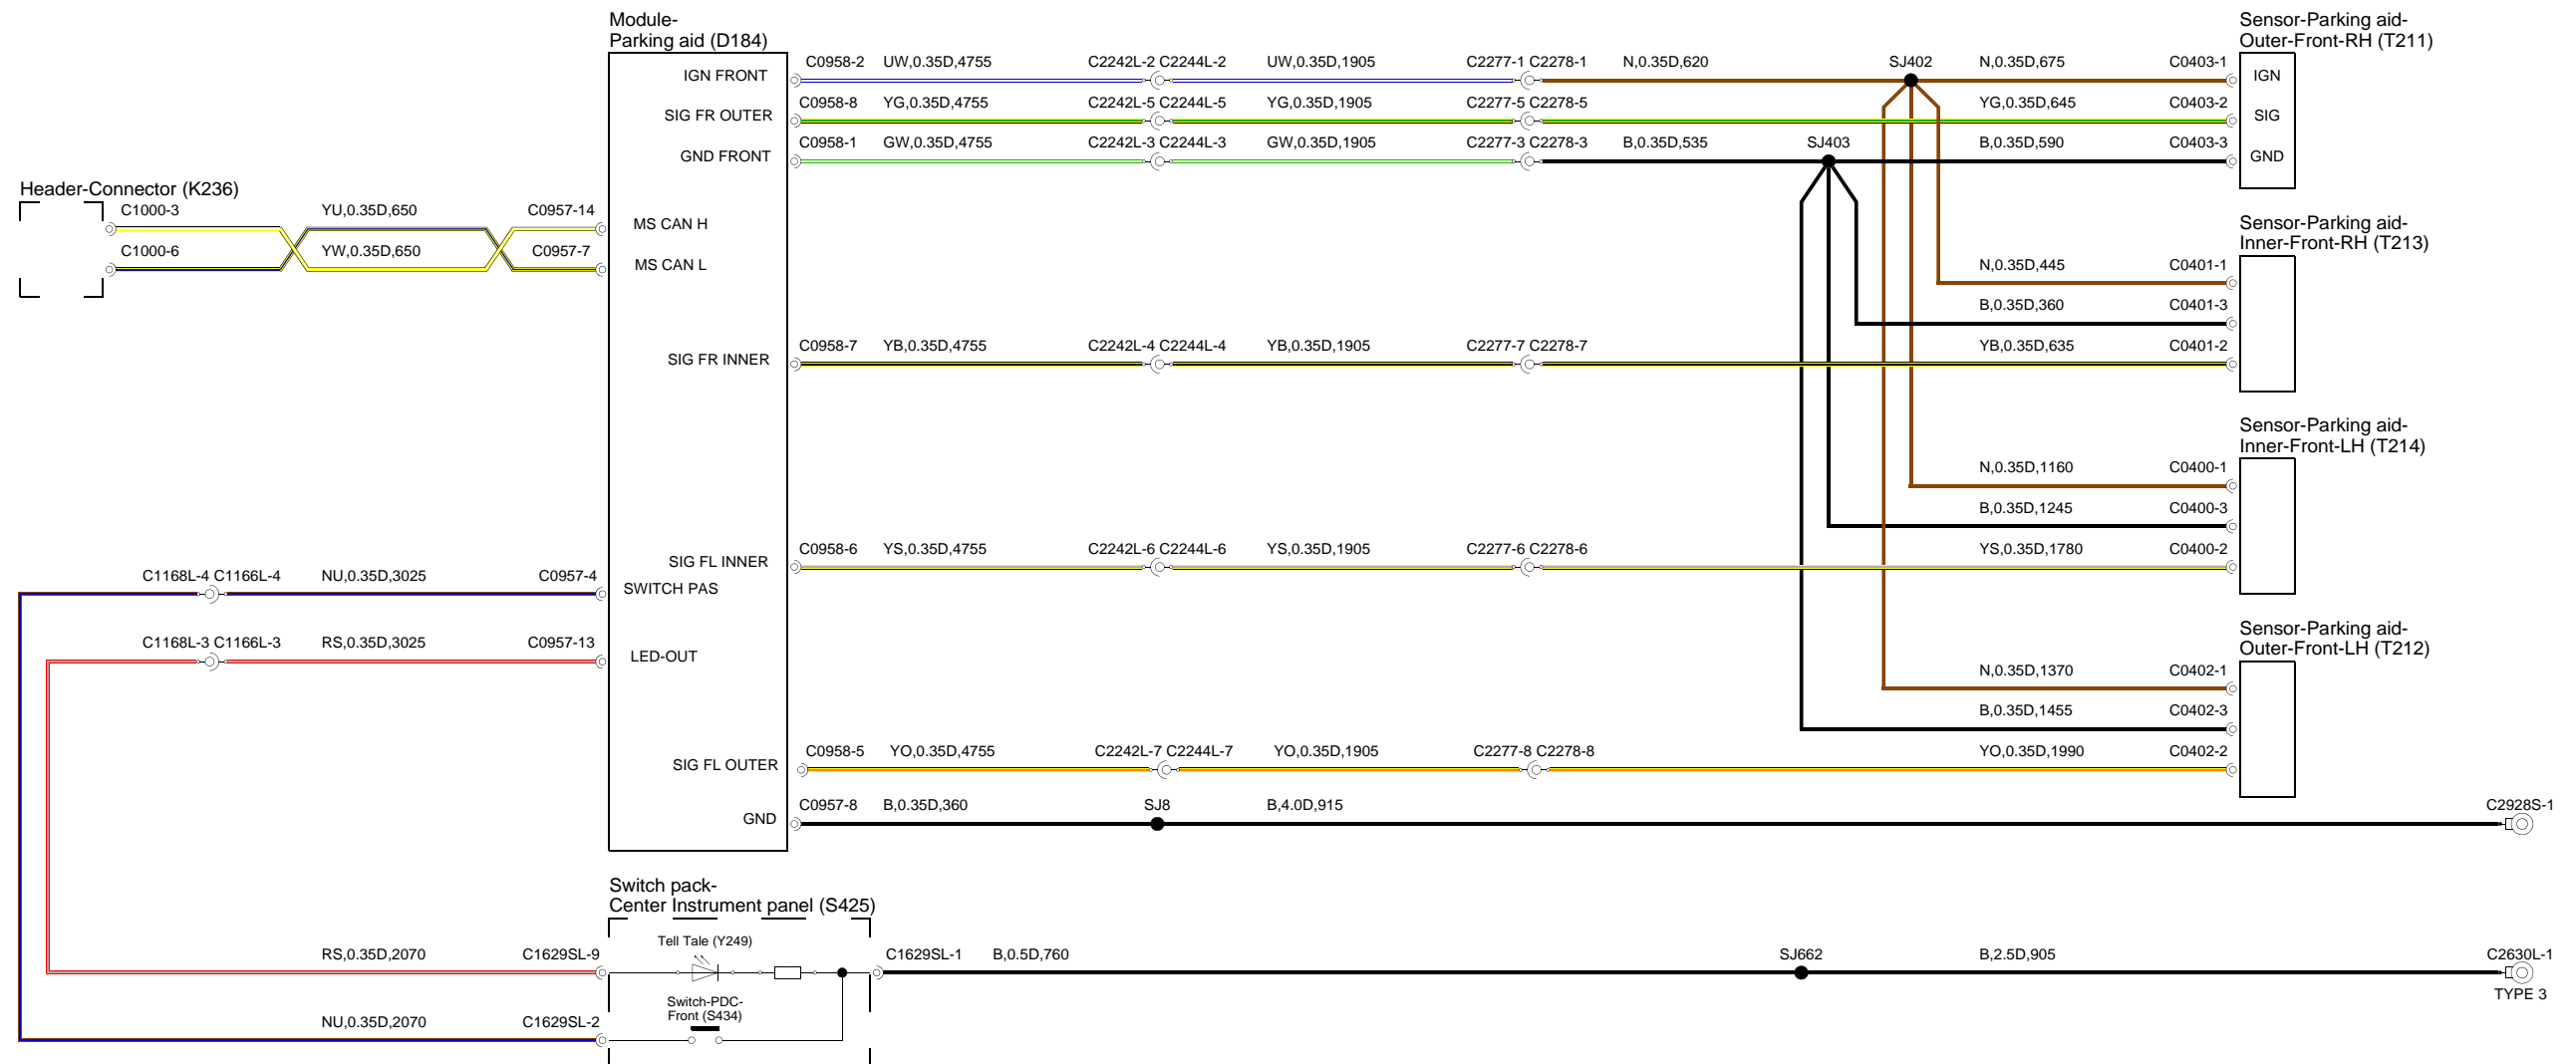 Module-
Parking aid (D184)
Sensor-Parking aid-
Outer-Front-RH (T211)
IGN FRONT
C0958-2 UW,0.35D,4755 C2242L-2 C2244L-2 UW,0.35D,1905 C2277-1 C2278-1 N,0.35D,620 SJ402 N,0.35D,675 C0403-1
IGN
SIG FR OUTER
C0958-8 YG,0.35D,4755 C2242L-5 C2244L-5 YG,0.35D,1905 C2277-5 C2278-5 YG,0.35D,645 C0403-2
SIG
GND FRONT
C0958-1 GW,0.35D,4755 C2242L-3 C2244L-3 GW,0.35D,1905 C2277-3 C2278-3 B,0.35D,535 SJ403 B,0.35D,590 C0403-3
GND
Header-Connector (K236)
C1000-3 YU,0.35D,650 C0957-14
MS CAN H
C1000-6 YW,0.35D,650 C0957-7
MS CAN L
Sensor-Parking aid-
Inner-Front-RH (T213)
N,0.35D,445 C0401-1
B,0.35D,360 C0401-3
SIG FR INNER
C0958-7 YB,0.35D,4755 C2242L-4 C2244L-4 YB,0.35D,1905 C2277-7 C2278-7 YB,0.35D,635 C0401-2
Sensor-Parking aid-
Inner-Front-LH (T214)
N,0.35D,1160 C0400-1
B,0.35D,1245 C0400-3
SIG FL INNER
C0958-6 YS,0.35D,4755 C2242L-6 C2244L-6 YS,0.35D,1905 C2277-6 C2278-6 YS,0.35D,1780 C0400-2
C1168L-4 C1166L-4 NU,0.35D,3025 C0957-4
SWITCH PAS
C1168L-3 C1166L-3 RS,0.35D,3025 C0957-13
LED-OUT
Sensor-Parking aid-
Outer-Front-LH (T212)
N,0.35D,1370 C0402-1
B,0.35D,1455 C0402-3
SIG FL OUTER
C0958-5 YO,0.35D,4755 C2242L-7 C2244L-7 YO,0.35D,1905 C2277-8 C2278-8 YO,0.35D,1990 C0402-2
GND
C0957-8 B,0.35D,360 SJ8 B,4.0D,915 C2928S-1
Switch pack-
Center Instrument panel (S425)
Tell Tale (Y249)
RS,0.35D,2070 C1629SL-9
C1629SL-1 B,0.5D,760 SJ662 B,2.5D,905 C2630L-1
TYPE 3
Switch-PDC-
Front (S434)
NU,0.35D,2070 C1629SL-2